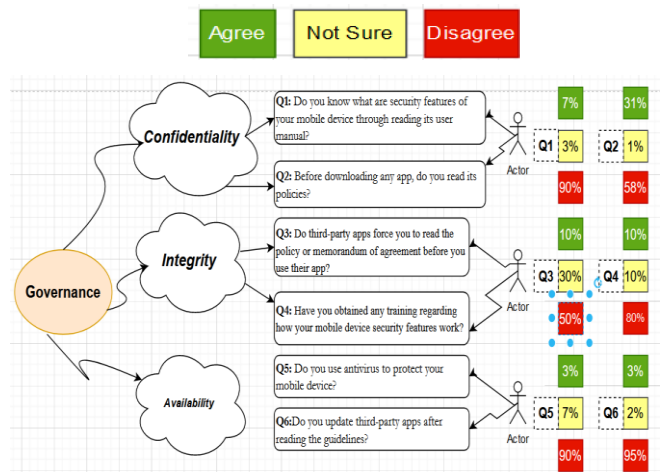 Agree Not Sure Disagree
Confidentiality
Q1: Do you know what are security features of
your mobile device through reading its user
manual?
Q2: Before downloading any app, do you read its
policies?
Actor
7% 31%
Q1 3% Q2 1%
90% 58%
Governance
Integrity
Q3: Do third-party apps force you to read the
policy or memorandum of agreement before you
use their app?
Q4: Have you obtained any training regarding
how your mobile device security features work?
Actor
10% 10%
Q3 30% Q4 10%
50% 80%
Availability
Q5: Do you use antivirus to protect your
mobile device?
Q6:Do you update third-party apps after
reading the guidelines?
Actor
3% 3%
Q5 7% Q6 2%
90% 95%